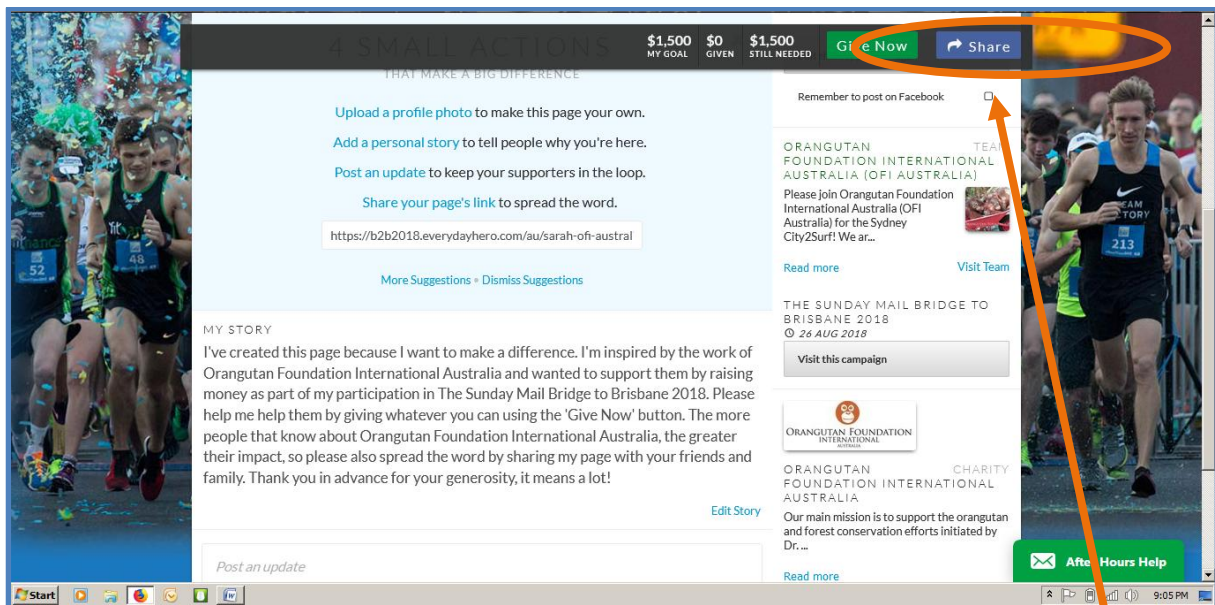 4 SMALL ACTIONS
THAT MAKE A BIG DIFFERENCE
$1,500
MY GOAL
$0
GIVEN
$1,500
STILL NEEDED
Give Now
Share
Upload a profile photo to make this page your own.
Add a personal story to tell people why you're here.
Post an update to keep your supporters in the loop.
Share your page's link to spread the word.
https://b2b2018.everydayhero.com/au/sarah-ofi-austral
More Suggestions • Dismiss Suggestions
MY STORY
I've created this page because I want to make a difference. I'm inspired by the work of
Orangutan Foundation International Australia and wanted to support them by raising
money as part of my participation in The Sunday Mail Bridge to Brisbane 2018. Please
help me help them by giving whatever you can using the 'Give Now' button. The more
people that know about Orangutan Foundation International Australia, the greater
their impact, so please also spread the word by sharing my page with your friends and
family. Thank you in advance for your generosity, it means a lot!
Edit Story
Post an update
Remember to post on Facebook
ORANGUTAN TEAM
FOUNDATION INTERNATIONAL
AUSTRALIA (OFI AUSTRALIA)
Please join Orangutan Foundation
International Australia (OFI
Australia) for the Sydney
City2Surf! We ar...
Read more
Visit Team
THE SUNDAY MAIL BRIDGE TO
BRISBANE 2018
26 AUG 2018
Visit this campaign
ORANGUTAN FOUNDATION
INTERNATIONAL
AUSTRALIA
ORANGUTAN CHARITY
FOUNDATION INTERNATIONAL
AUSTRALIA
Our main mission is to support the orangutan
and forest conservation efforts initiated by
Dr. ...
Read more
After Hours Help
52
48
213
Start
9:05 PM